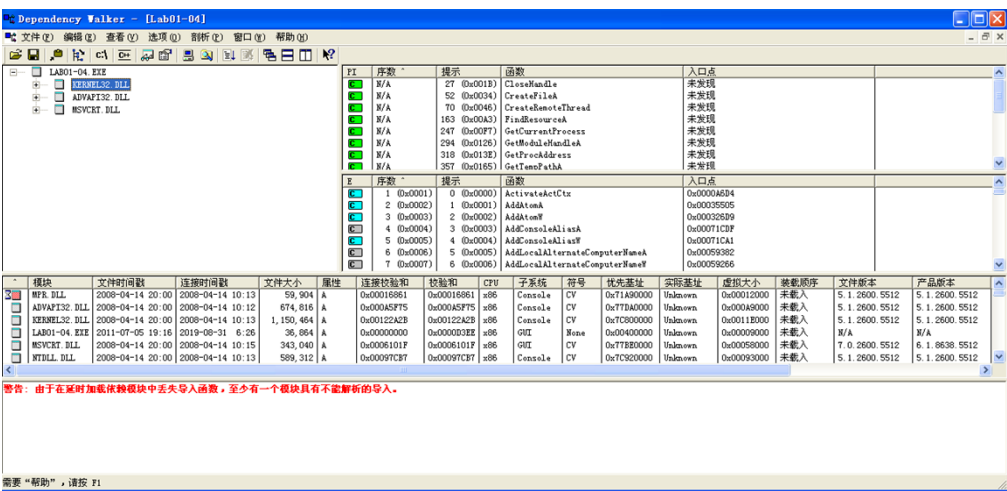 Dependency Walker - [Lab01-04]
文件(F) 编辑(E) 查看(V) 选项(O) 剖析(P) 窗口(W) 帮助(H)
LAB01-04.EXE
KERNEL32.DLL
ADVAPI32.DLL
MSVCRT.DLL
PI 序数 ^ 提示 函数 入口点
C N/A 27 (0x001B) CloseHandle 未发现
C N/A 52 (0x0034) CreateFileA 未发现
C N/A 70 (0x0046) CreateRemoteThread 未发现
C N/A 163 (0x00A3) FindResourceA 未发现
C N/A 247 (0x00F7) GetCurrentProcess 未发现
C N/A 294 (0x0126) GetModuleHandleA 未发现
C N/A 318 (0x013E) GetProcAddress 未发现
C N/A 357 (0x0165) GetTempPathA 未发现
E 序数 ^ 提示 函数 入口点
C 1 (0x0001) 0 (0x0000) ActivateActCtx 0x0000A6D4
C 2 (0x0002) 1 (0x0001) AddAtomA 0x00035505
C 3 (0x0003) 2 (0x0002) AddAtomW 0x000326D9
C 4 (0x0004) 3 (0x0003) AddConsoleAliasA 0x00071CDF
C 5 (0x0005) 4 (0x0004) AddConsoleAliasW 0x00071CA1
C 6 (0x0006) 5 (0x0005) AddLocalAlternateComputerNameA 0x00059382
C 7 (0x0007) 6 (0x0006) AddLocalAlternateComputerNameW 0x00059266
^ 模块 文件时间戳 连接时间戳 文件大小 属性 连接校验和 校验和 CPU 子系统 符号 优先基址 实际基址 虚拟大小 装载顺序 文件版本 产品版本
MPR.DLL 2008-04-14 20:00 2008-04-14 10:13 59,904 A 0x00016861 0x00016861 x86 Console CV 0x71A90000 Unknown 0x00012000 未载入 5.1.2600.5512 5.1.2600.5512
ADVAPI32.DLL 2008-04-14 20:00 2008-04-14 10:12 674,816 A 0x000A5F75 0x000A5F75 x86 Console CV 0x77DA0000 Unknown 0x000A9000 未载入 5.1.2600.5512 5.1.2600.5512
KERNEL32.DLL 2008-04-14 20:00 2008-04-14 10:13 1,150,464 A 0x00122A2B 0x00122A2B x86 Console CV 0x7C800000 Unknown 0x0011E000 未载入 5.1.2600.5512 5.1.2600.5512
LAB01-04.EXE 2011-07-05 19:16 2019-08-31 6:26 36,864 A 0x00000000 0x0000D3EE x86 GUI None 0x00400000 Unknown 0x00009000 未载入 N/A N/A
MSVCRT.DLL 2008-04-14 20:00 2008-04-14 10:15 343,040 A 0x0006101F 0x0006101F x86 GUI CV 0x77BE0000 Unknown 0x00058000 未载入 7.0.2600.5512 6.1.8638.5512
NTDLL.DLL 2008-04-14 20:00 2008-04-14 10:13 589,312 A 0x00097CB7 0x00097CB7 x86 Console CV 0x7C920000 Unknown 0x00093000 未载入 5.1.2600.5512 5.1.2600.5512
警告: 由于在延时加载依赖模块中丢失导入函数，至少有一个模块具有不能解析的导入。
需要“帮助”，请按 F1